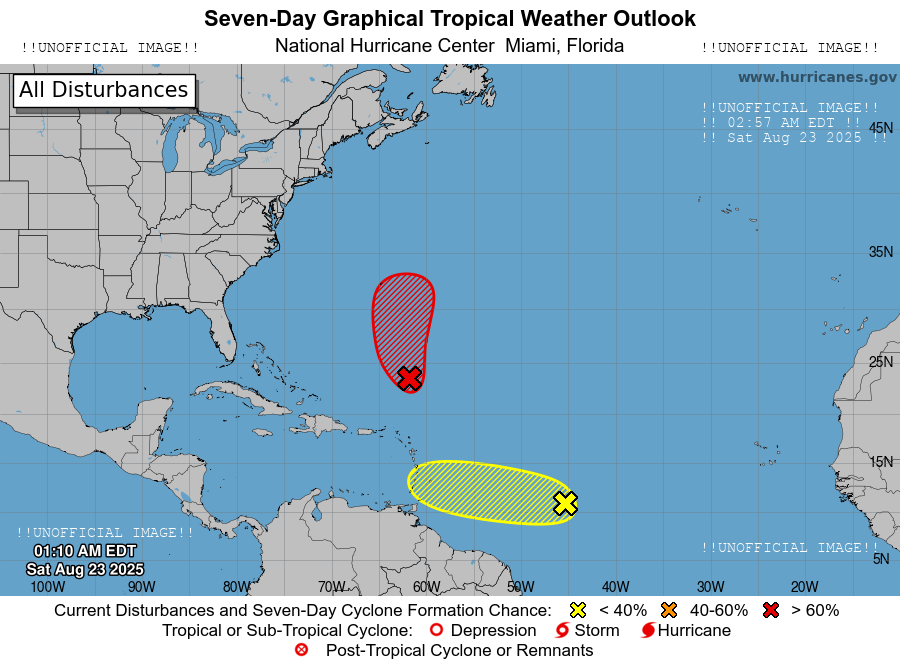 Seven-Day Graphical Tropical Weather Outlook
!!UNOFFICIAL IMAGE!! National Hurricane Center Miami, Florida !!UNOFFICIAL IMAGE!!
All Disturbances
www.hurricanes.gov
!!UNOFFICIAL IMAGE!!
!! 02:57 AM EDT !!
!! Sat Aug 23 2025 !!
45N
35N
25N
15N
!!UNOFFICIAL IMAGE!!
01:10 AM EDT
Sat Aug 23 2025
!!UNOFFICIAL IMAGE!!
5N
100W 90W 80W 70W 60W 50W 40W 30W 20W
Current Disturbances and Seven-Day Cyclone Formation Chance: < 40% 40-60% > 60%
Tropical or Sub-Tropical Cyclone: Depression Storm Hurricane
Post-Tropical Cyclone or Remnants